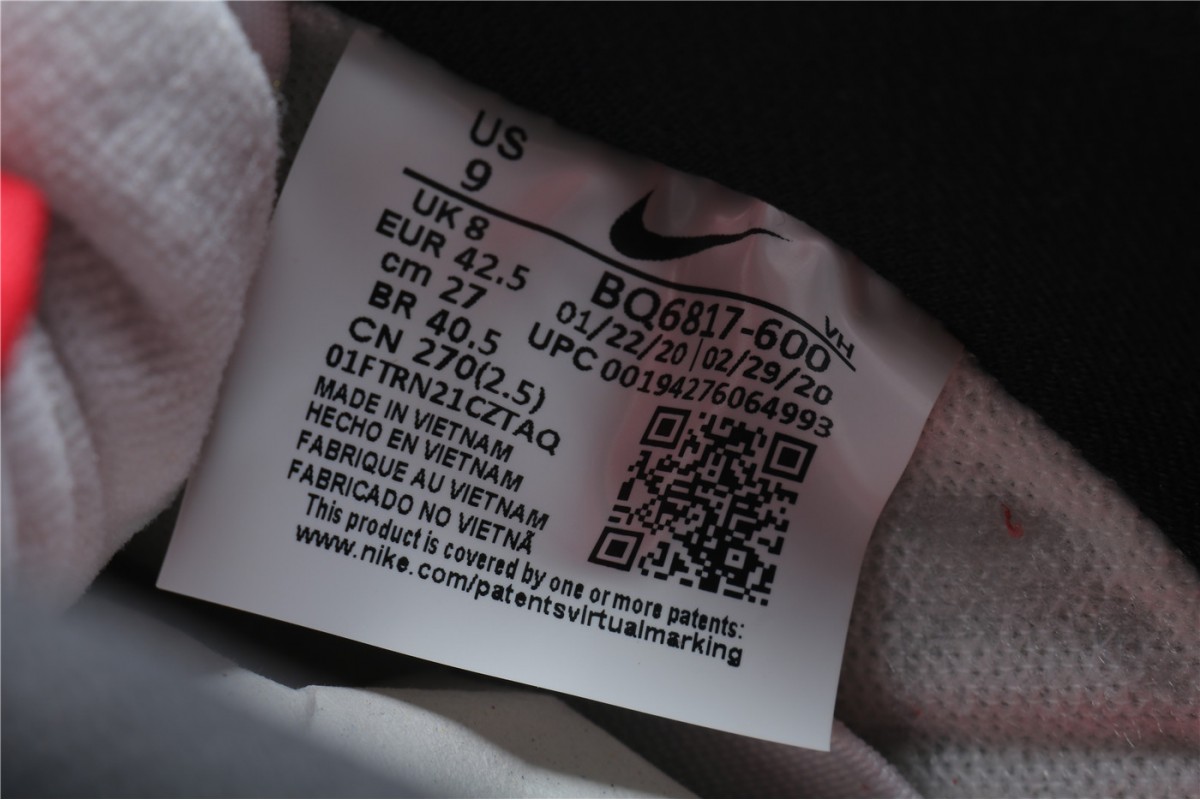 US
9
UK 8
EUR 42.5
cm 27
BR 40.5
CN 270(2.5)
01FTRN21CZTAQ
MADE IN VIETNAM
HECHO EN VIETNAM
FABRIQUE AU VIETNAM
FABRICADO NO VIETNÃ
This product is covered by one or more patents:
www.nike.com/patentsvirtualmarking
BQ6817-600
VH
01/22/20 | 02/29/20
UPC 00194276064993